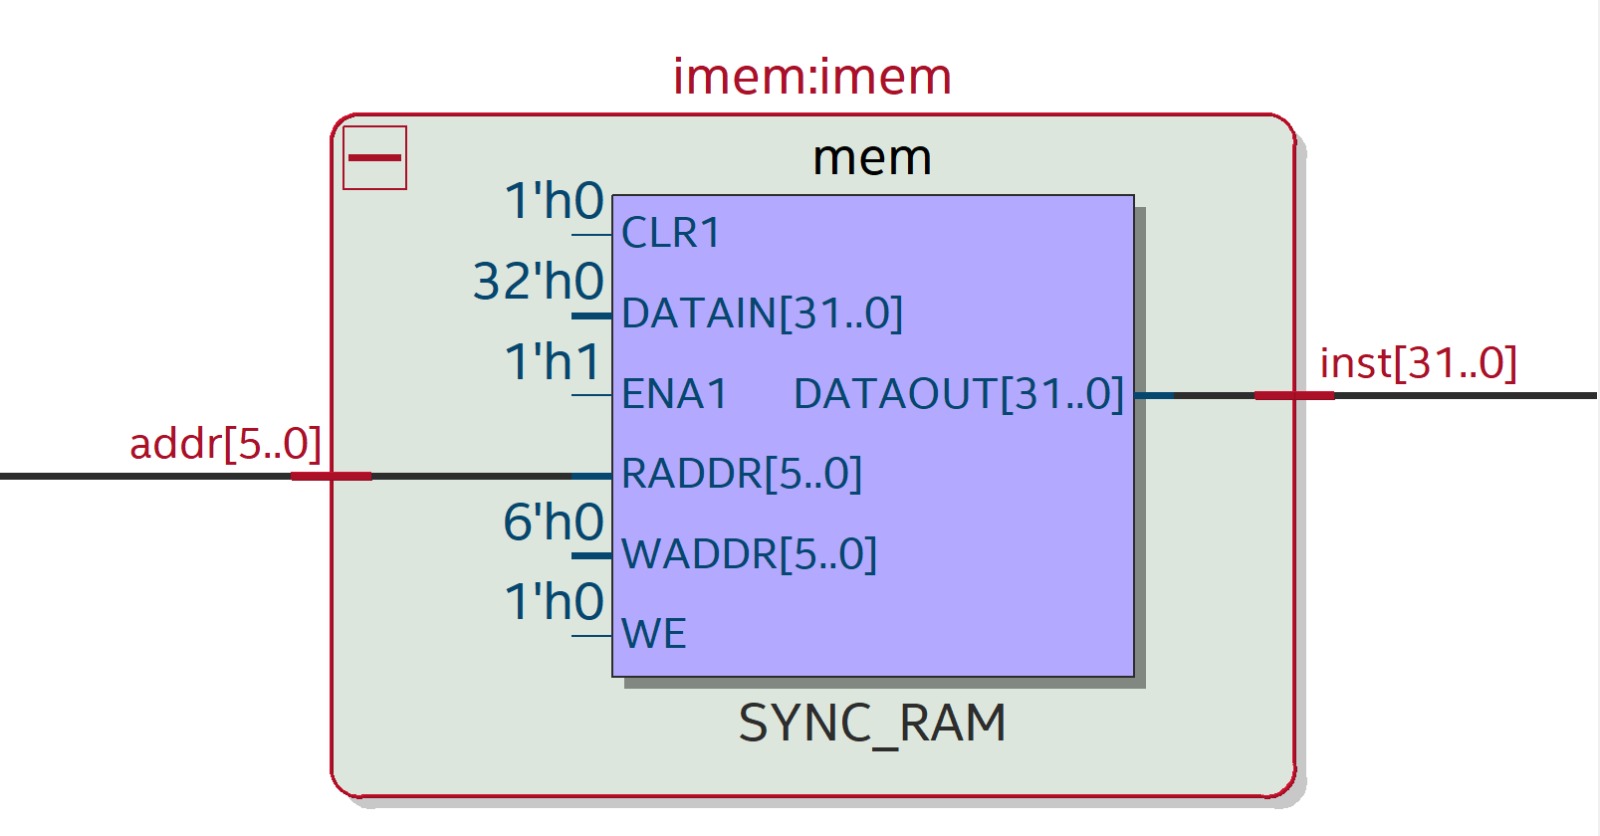 imem:imem
mem
1'h0
CLR1
32'h0
DATAIN[31..0]
1'h1
ENA1
DATAOUT[31..0]
inst[31..0]
addr[5..0]
RADDR[5..0]
6'h0
WADDR[5..0]
1'h0
WE
SYNC_RAM